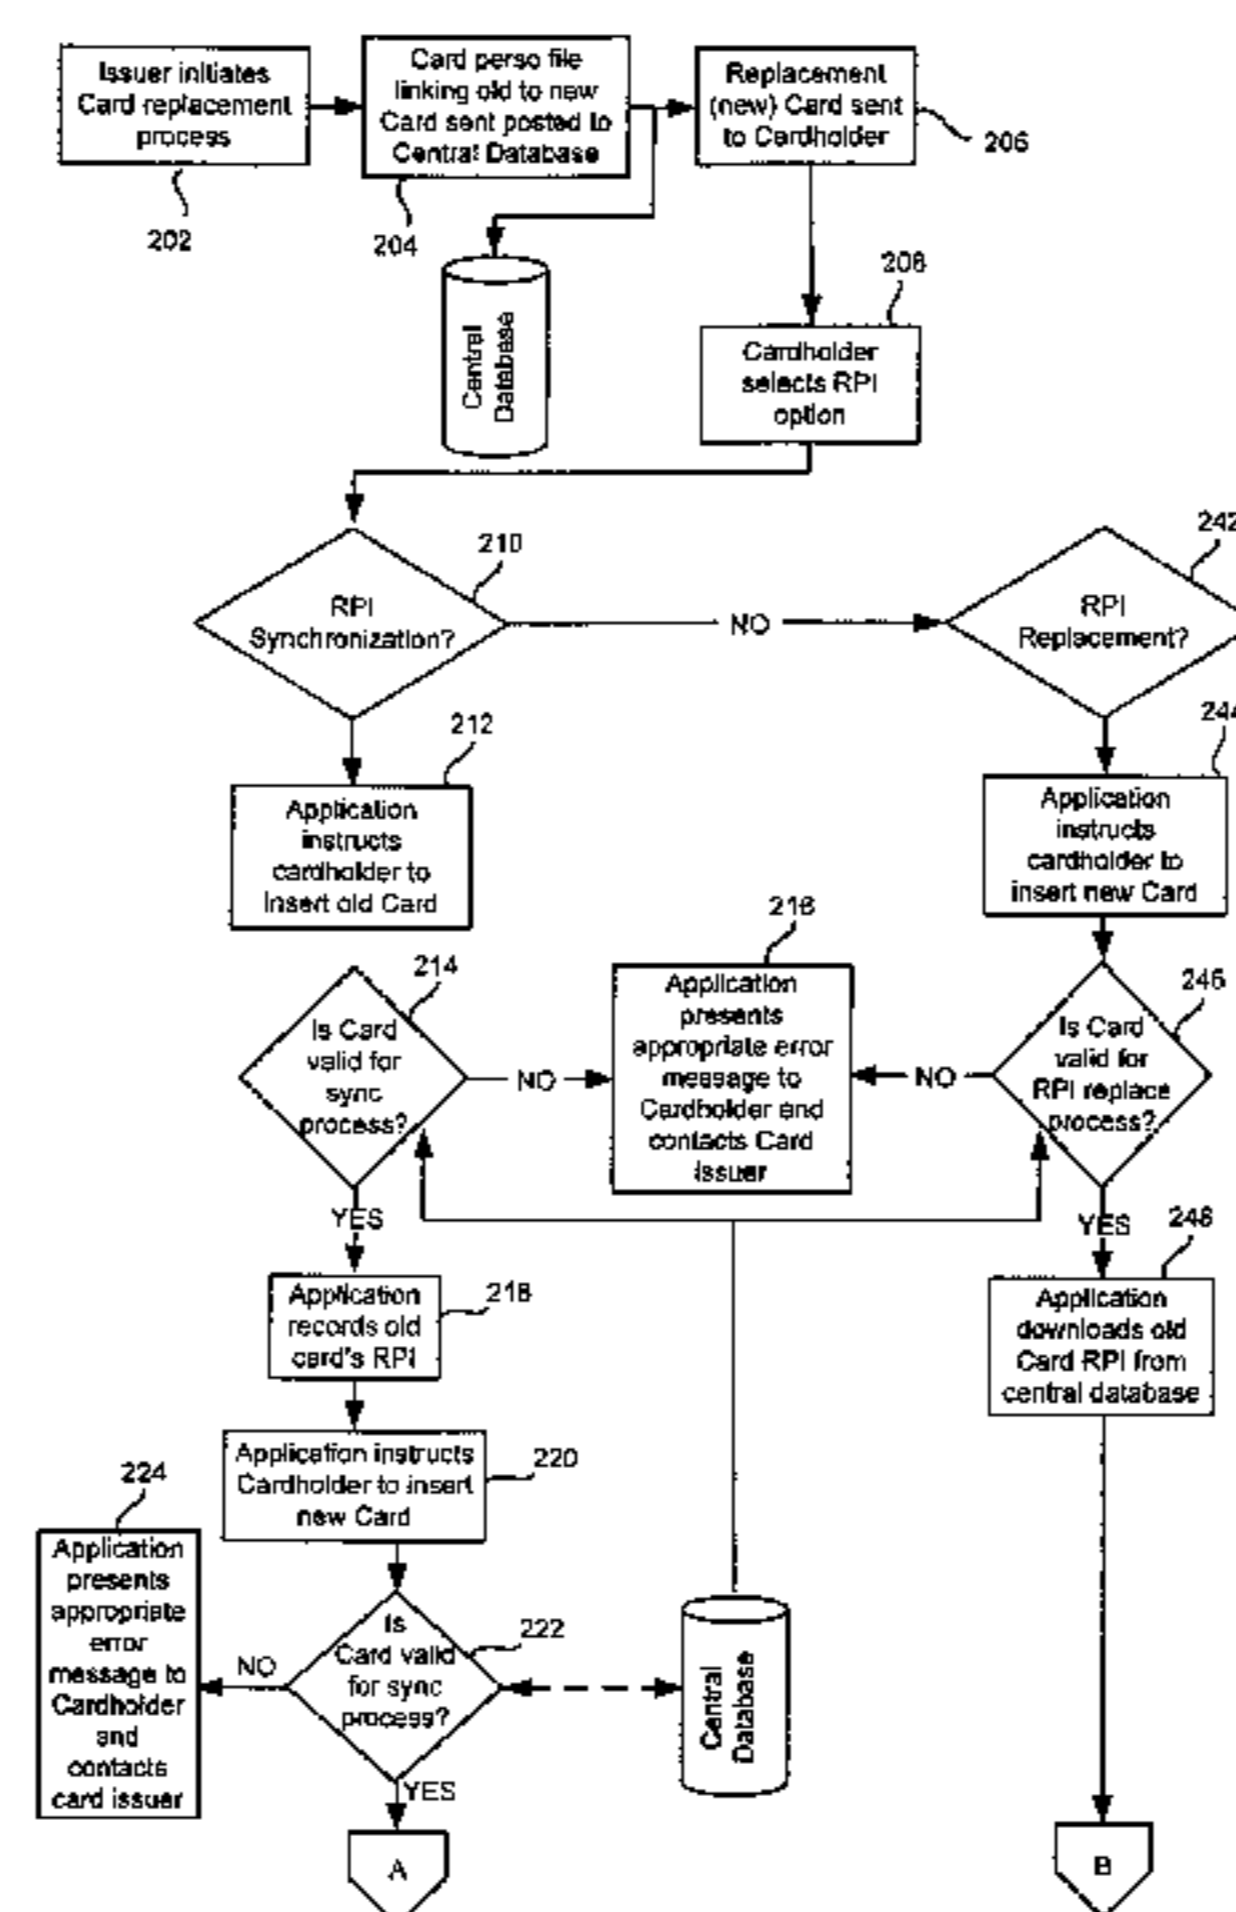 Issuer initiates
Card replacement
process
202
Card perso file
linking old to new
Card sent posted to
Central Database
204
Replacement
(new) Card sent
to Cardholder
206
Central
Database
208
Cardholder
selects RPI
option
210
RPI
Synchronization?
NO
242
RPI
Replacement?
212
Application
instructs
cardholder to
insert old Card
244
Application
instructs
cardholder to
insert new Card
214
Is Card
valid for
sync
process?
NO
216
Application
presents
appropriate error
message to
Cardholder and
contacts Card
issuer
NO
246
Is Card
valid for
RPI replace
process?
YES
YES
218
Application
records old
card's RPI
248
Application
downloads old
Card RPI from
central database
220
Application instructs
Cardholder to insert
new Card
224
Application
presents
appropriate
error
message to
Cardholder
and
contacts
card issuer
NO
222
Is
Card valid
for sync
process?
Central
Database
YES
A
B